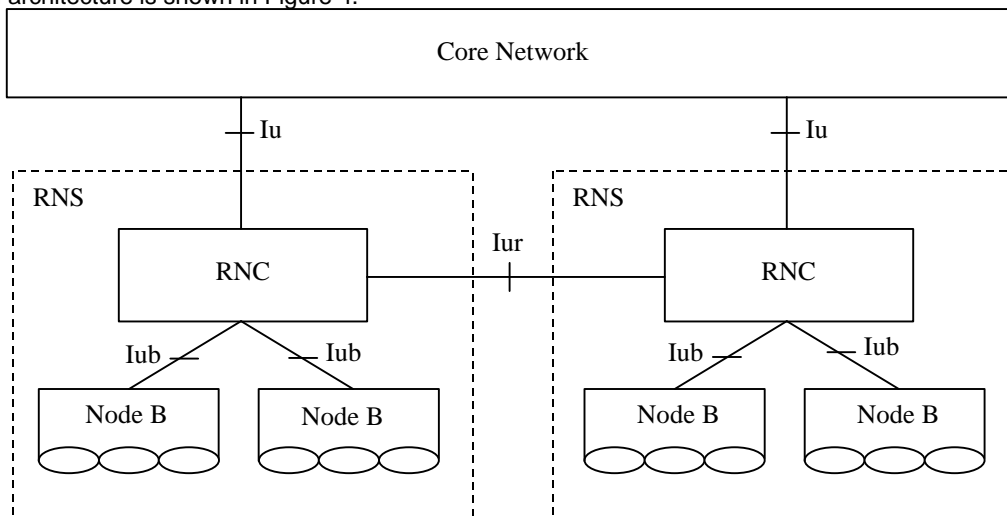 architecture is shown in Figure 4.
Core Network
Iu
Iu
RNS
RNS
Iur
RNC
RNC
Iub
Iub
Iub
Iub
Node B
Node B
Node B
Node B